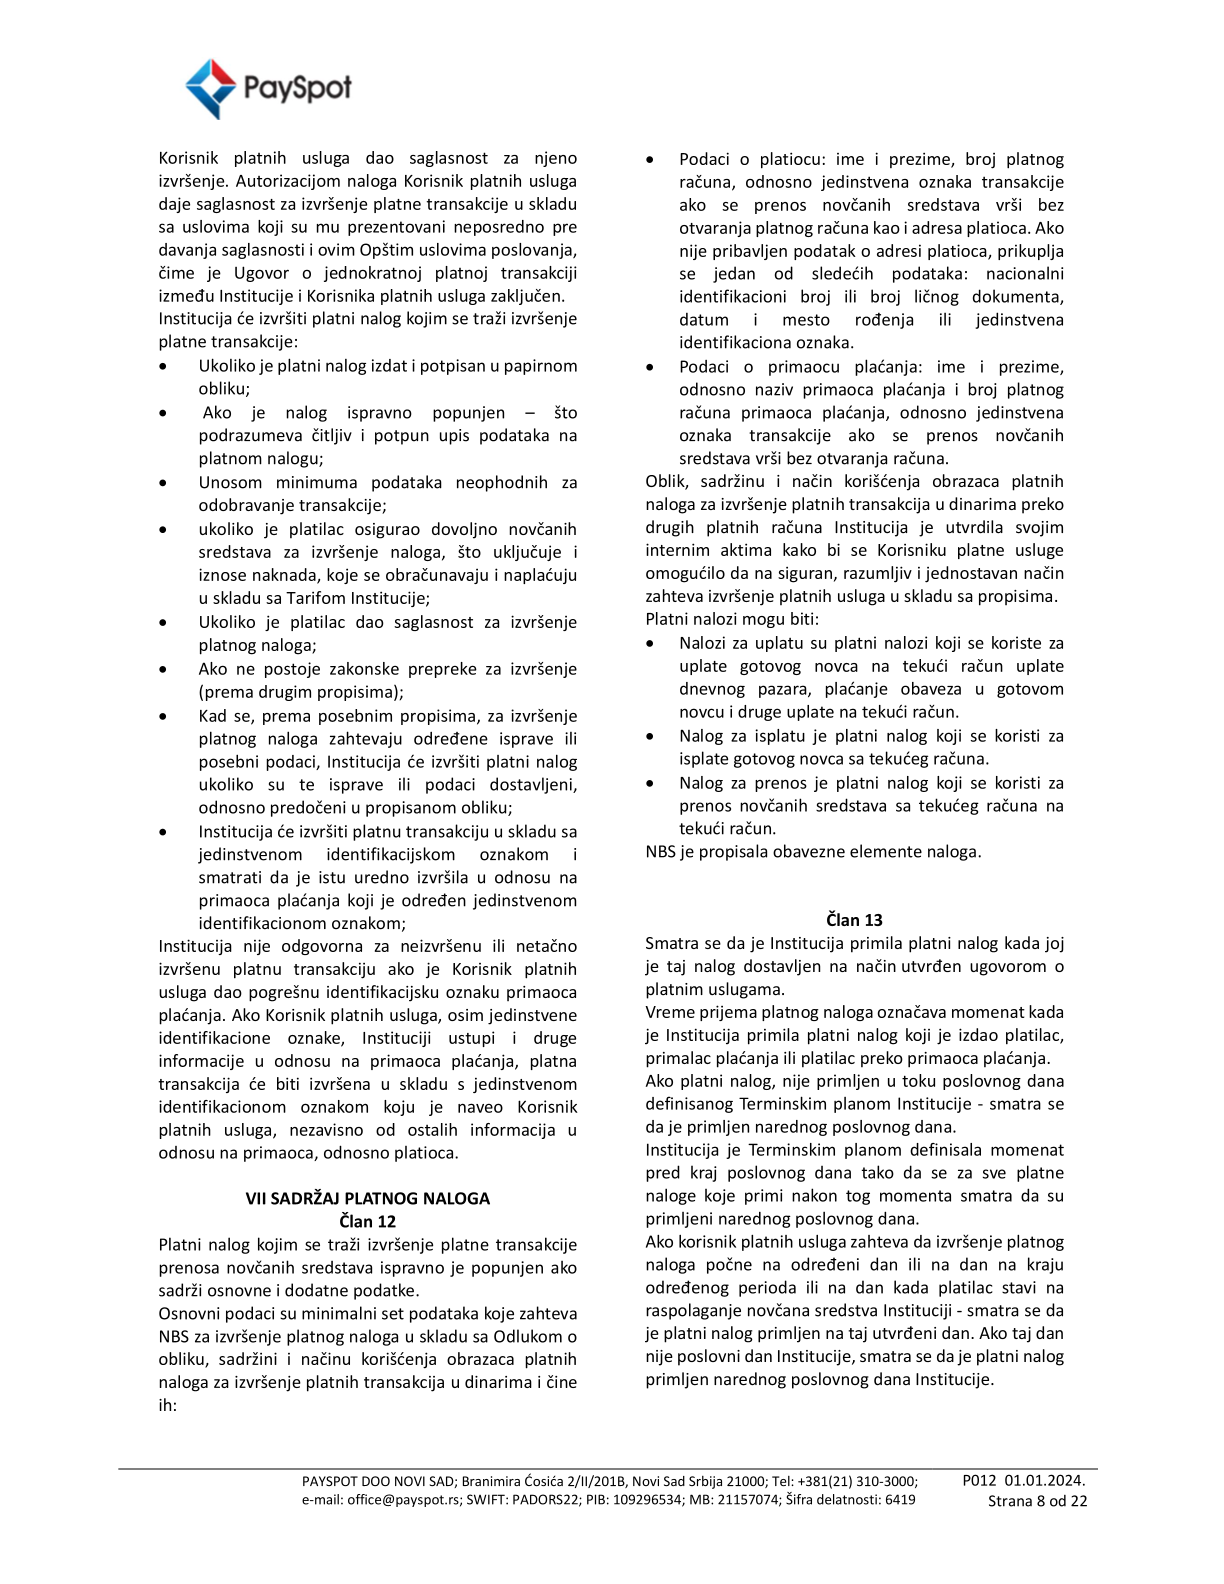 PaySpot
Korisnik platnih usluga dao saglasnost za njeno
izvršenje. Autorizacijom naloga Korisnik platnih usluga
daje saglasnost za izvršenje platne transakcije u skladu
sa uslovima koji su mu prezentovani neposredno pre
davanja saglasnosti i ovim Opštim uslovima poslovanja,
čime je Ugovor o jednokratnoj platnoj transakciji
između Institucije i Korisnika platnih usluga zaključen.
Institucija će izvršiti platni nalog kojim se traži izvršenje
platne transakcije:
• Ukoliko je platni nalog izdat i potpisan u papirnom
obliku;
• Ako je nalog ispravno popunjen – što
podrazumeva čitljiv i potpun upis podataka na
platnom nalogu;
• Unosom minimuma podataka neophodnih za
odobravanje transakcije;
• ukoliko je platilac osigurao dovoljno novčanih
sredstava za izvršenje naloga, što uključuje i
iznose naknada, koje se obračunavaju i naplaćuju
u skladu sa Tarifom Institucije;
• Ukoliko je platilac dao saglasnost za izvršenje
platnog naloga;
• Ako ne postoje zakonske prepreke za izvršenje
(prema drugim propisima);
• Kad se, prema posebnim propisima, za izvršenje
platnog naloga zahtevaju određene isprave ili
posebni podaci, Institucija će izvršiti platni nalog
ukoliko su te isprave ili podaci dostavljeni,
odnosno predočeni u propisanom obliku;
• Institucija će izvršiti platnu transakciju u skladu sa
jedinstvenom identifikacijskom oznakom i
smatrati da je istu uredno izvršila u odnosu na
primaoca plaćanja koji je određen jedinstvenom
identifikacionom oznakom;
Institucija nije odgovorna za neizvršenu ili netačno
izvršenu platnu transakciju ako je Korisnik platnih
usluga dao pogrešnu identifikacijsku oznaku primaoca
plaćanja. Ako Korisnik platnih usluga, osim jedinstvene
identifikacione oznake, Instituciji ustupi i druge
informacije u odnosu na primaoca plaćanja, platna
transakcija će biti izvršena u skladu s jedinstvenom
identifikacionom oznakom koju je naveo Korisnik
platnih usluga, nezavisno od ostalih informacija u
odnosu na primaoca, odnosno platioca.
VII SADRŽAJ PLATNOG NALOGA
Član 12
Platni nalog kojim se traži izvršenje platne transakcije
prenosa novčanih sredstava ispravno je popunjen ako
sadrži osnovne i dodatne podatke.
Osnovni podaci su minimalni set podataka koje zahteva
NBS za izvršenje platnog naloga u skladu sa Odlukom o
obliku, sadržini i načinu korišćenja obrazaca platnih
naloga za izvršenje platnih transakcija u dinarima i čine
ih:
• Podaci o platiocu: ime i prezime, broj platnog
računa, odnosno jedinstvena oznaka transakcije
ako se prenos novčanih sredstava vrši bez
otvaranja platnog računa kao i adresa platioca. Ako
nije pribavljen podatak o adresi platioca, prikuplja
se jedan od sledećih podataka: nacionalni
identifikacioni broj ili broj ličnog dokumenta,
datum i mesto rođenja ili jedinstvena
identifikaciona oznaka.
• Podaci o primaocu plaćanja: ime i prezime,
odnosno naziv primaoca plaćanja i broj platnog
računa primaoca plaćanja, odnosno jedinstvena
oznaka transakcije ako se prenos novčanih
sredstava vrši bez otvaranja računa.
Oblik, sadržinu i način korišćenja obrazaca platnih
naloga za izvršenje platnih transakcija u dinarima preko
drugih platnih računa Institucija je utvrdila svojim
internim aktima kako bi se Korisniku platne usluge
omogućilo da na siguran, razumljiv i jednostavan način
zahteva izvršenje platnih usluga u skladu sa propisima.
Platni nalozi mogu biti:
• Nalozi za uplatu su platni nalozi koji se koriste za
uplate gotovog novca na tekući račun uplate
dnevnog pazara, plaćanje obaveza u gotovom
novcu i druge uplate na tekući račun.
• Nalog za isplatu je platni nalog koji se koristi za
isplate gotovog novca sa tekućeg računa.
• Nalog za prenos je platni nalog koji se koristi za
prenos novčanih sredstava sa tekućeg računa na
tekući račun.
NBS je propisala obavezne elemente naloga.
Član 13
Smatra se da je Institucija primila platni nalog kada joj
je taj nalog dostavljen na način utvrđen ugovorom o
platnim uslugama.
Vreme prijema platnog naloga označava momenat kada
je Institucija primila platni nalog koji je izdao platilac,
primalac plaćanja ili platilac preko primaoca plaćanja.
Ako platni nalog, nije primljen u toku poslovnog dana
definisanog Terminskim planom Institucije - smatra se
da je primljen narednog poslovnog dana.
Institucija je Terminskim planom definisala momenat
pred kraj poslovnog dana tako da se za sve platne
naloge koje primi nakon tog momenta smatra da su
primljeni narednog poslovnog dana.
Ako korisnik platnih usluga zahteva da izvršenje platnog
naloga počne na određeni dan ili na dan na kraju
određenog perioda ili na dan kada platilac stavi na
raspolaganje novčana sredstva Instituciji - smatra se da
je platni nalog primljen na taj utvrđeni dan. Ako taj dan
nije poslovni dan Institucije, smatra se da je platni nalog
primljen narednog poslovnog dana Institucije.
PAYSPOT DOO NOVI SAD; Branimira Ćosića 2/II/201B, Novi Sad Srbija 21000; Tel: +381(21) 310-3000;
e-mail: office@payspot.rs; SWIFT: PADORS22; PIB: 109296534; MB: 21157074; Šifra delatnosti: 6419
P012 01.01.2024.
Strana 8 od 22